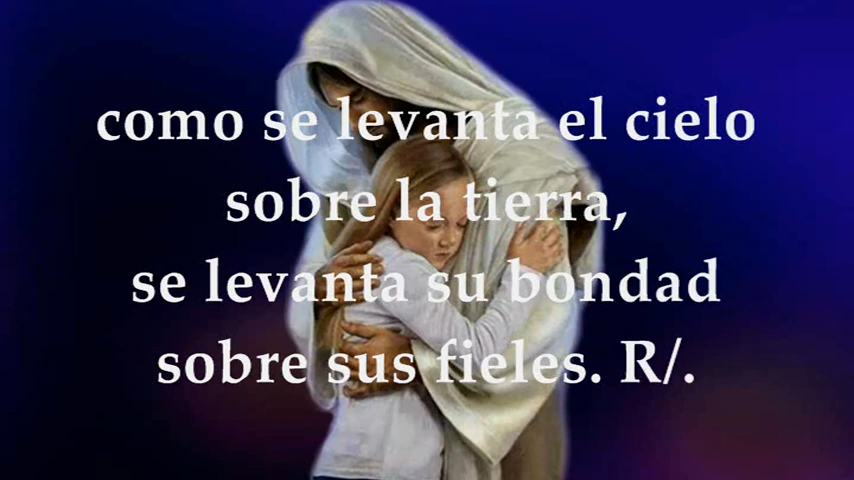 como se levanta el cielo
sobre la tierra,
se levanta su bondad
sobre sus fieles. R/.